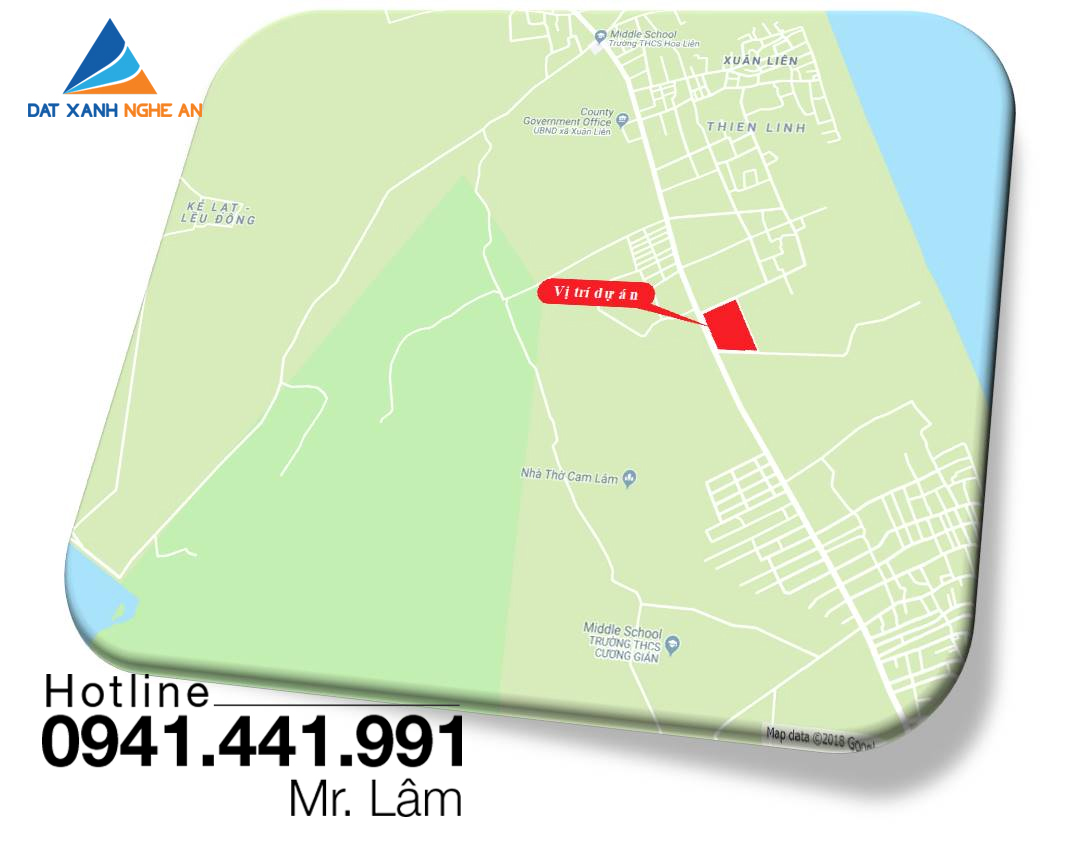 DAT XANH NGHE AN
Middle School
Trường THCS Hoa Liên
XUÂN LIÊN
County
Government Office
UBND xã Xuân Liên
THIEN LINH
KẺ LẠT -
LỀU ĐỒNG
Vị trí dự án
Nhà Thờ Cam Lâm
Middle School
TRƯỜNG THCS
CƯƠNG GIÁN
Map data ©2018 Google
Hotline
0941.441.991
Mr. Lâm